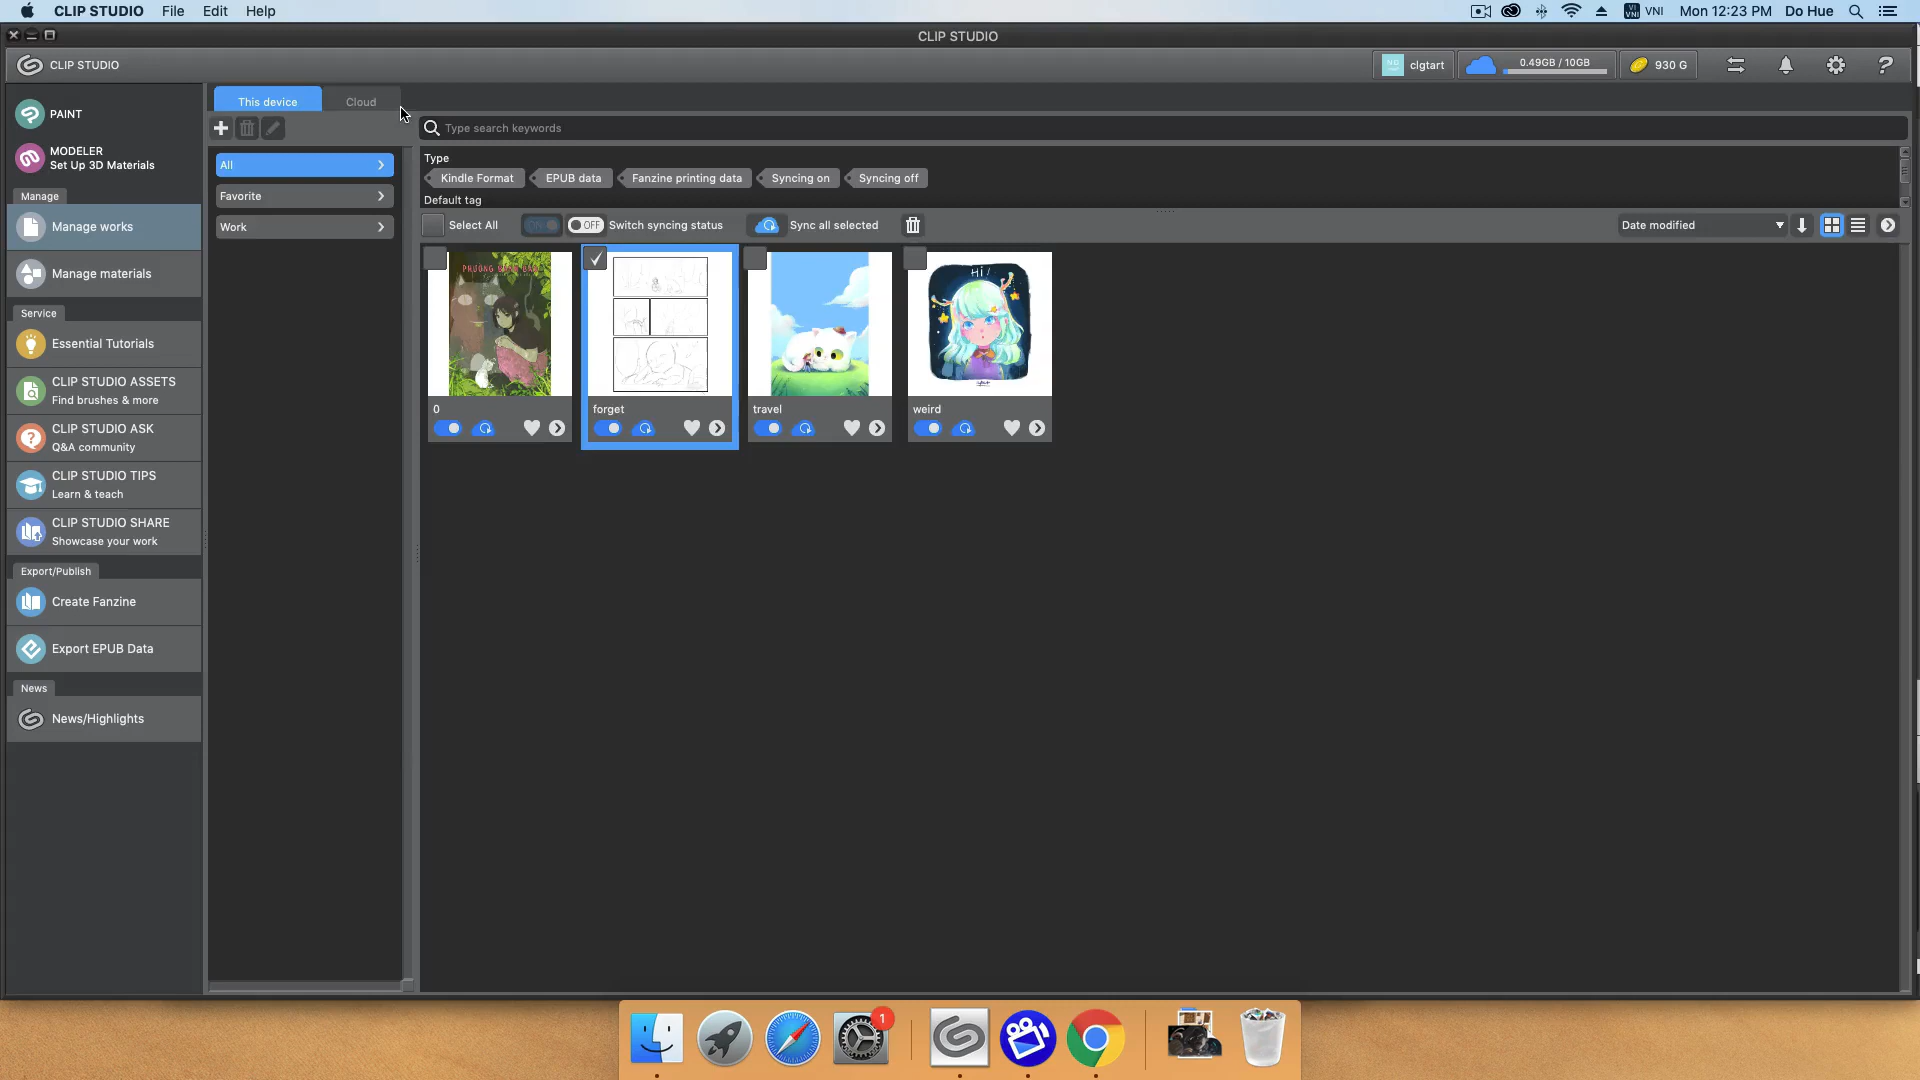 CLIP STUDIO File Edit Help
VI VNI VNI Mon 12:23 PM Do Hue
CLIP STUDIO
CLIP STUDIO
clgtart 0.49GB / 10GB 930 G
PAINT
MODELER
Set Up 3D Materials
Manage
Manage works
Manage materials
Service
Essential Tutorials
CLIP STUDIO ASSETS
Find brushes & more
CLIP STUDIO ASK
Q&A community
CLIP STUDIO TIPS
Learn & teach
CLIP STUDIO SHARE
Showcase your work
Export/Publish
Create Fanzine
Export EPUB Data
News
News/Highlights
This device Cloud
All
Favorite
Work
Type search keywords
Type
Kindle Format EPUB data Fanzine printing data Syncing on Syncing off
Default tag
Select All ON OFF Switch syncing status Sync all selected Date modified
Hi!
0 forget travel weird
1